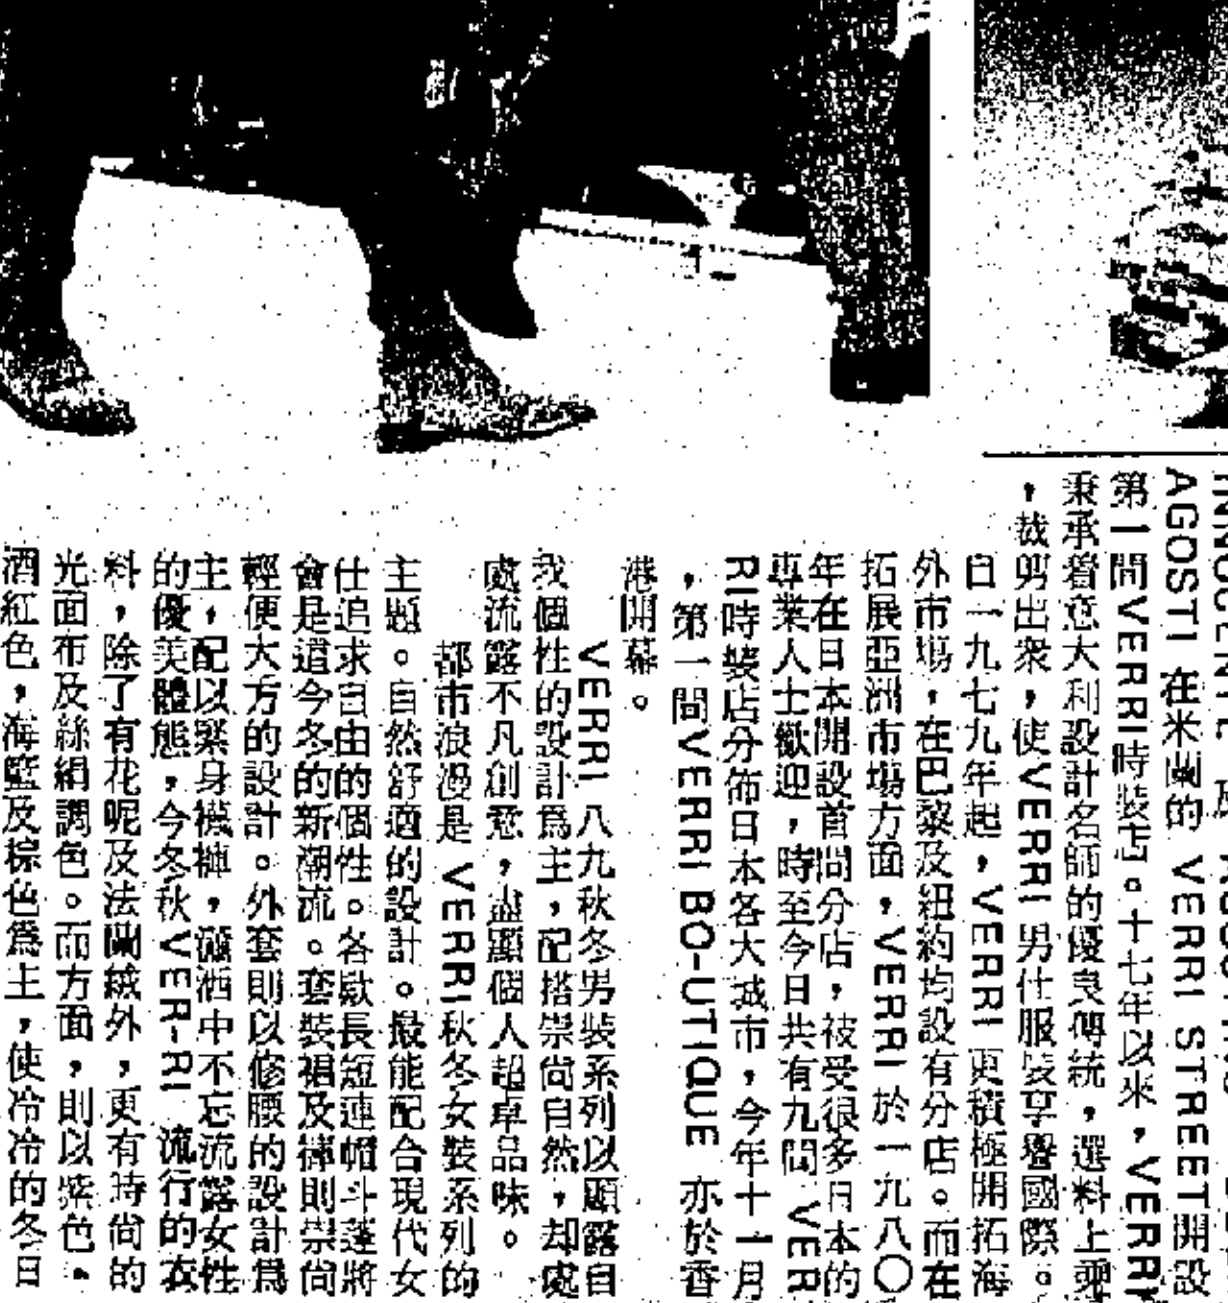 AGOSTI 在米蘭的 VERRI STREET開設
第一間VERRI時裝店。十七年以來，VERRI
秉承着意大利設計名師的優良傳統，選料上乘
，裁剪出衆，使VERRI 男仕服裝享譽國際。
自一九七九年起，VERRI 更積極開拓海
外市場，在巴黎及紐約均設有分店。而在
拓展亞洲市場方面，VERRI 於一九八〇
年在日本開設首間分店，被受很多日本的
專業人士歡迎，時至今日共有九間 VER
RI時裝店分佈日本各大城市，今年十一月
，第一間VERRI BO-UTIQUE 亦於香
港開幕。
VERRI 八九秋冬男裝系列以顯露自
我個性的設計爲主，配搭崇尚自然，却處
處流露不凡創意，盡顯個人超卓品味。
都市浪漫是 VERRI秋冬女裝系列的
主題。自然舒適的設計。最能配合現代女
仕追求自由的個性。各款長短連帽斗蓬將
會是這今冬的新潮流。套裝裙及褲則崇尚
輕便大方的設計。外套則以修腰的設計爲
主，配以緊身機褲，瀟洒中不忘流露女性
的優美體態，今冬秋VER-RI 流行的衣
料，除了有花呢及法蘭絨外，更有時尚的
光面布及絲綢調色。而方面，則以紫色。
酒紅色，海藍及棕色爲主，使冷冷的冬日